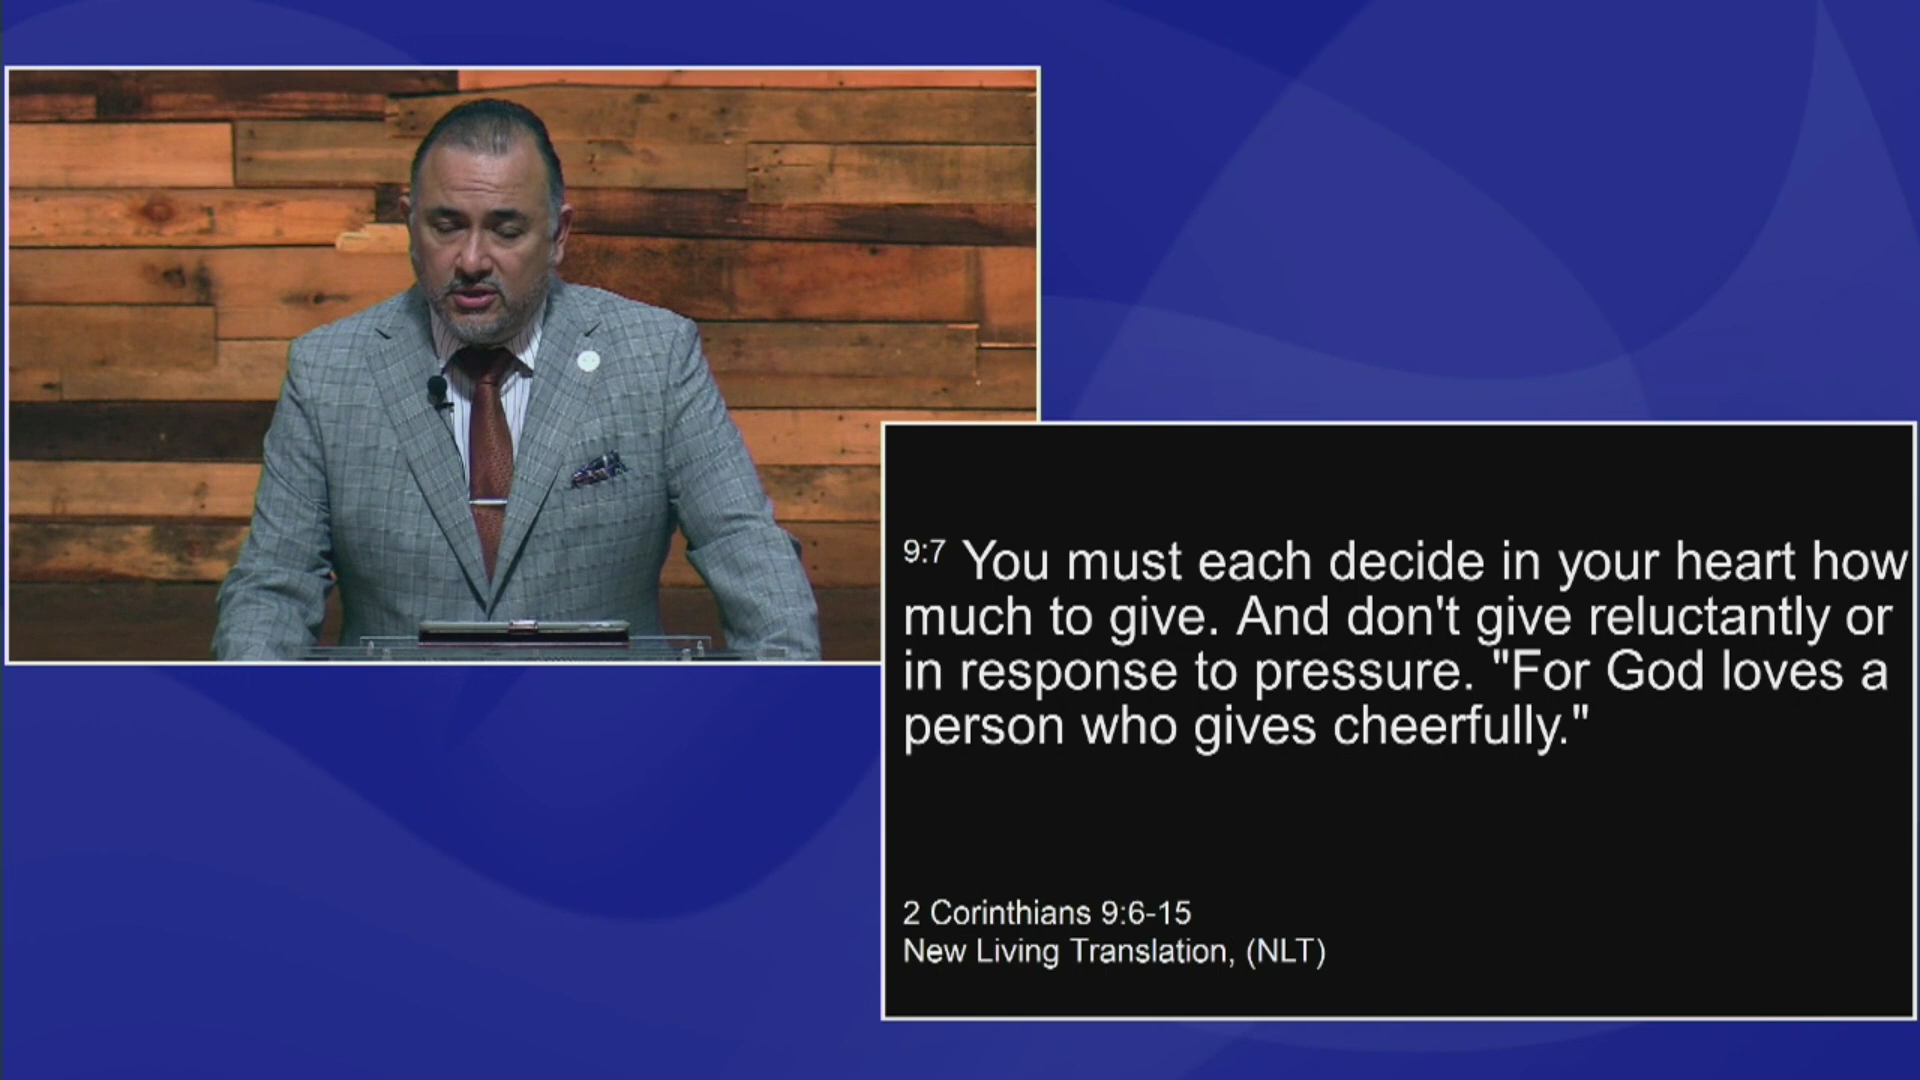 9:7 You must each decide in your heart how
much to give. And don't give reluctantly or
in response to pressure. "For God loves a
person who gives cheerfully."
2 Corinthians 9:6-15
New Living Translation, (NLT)